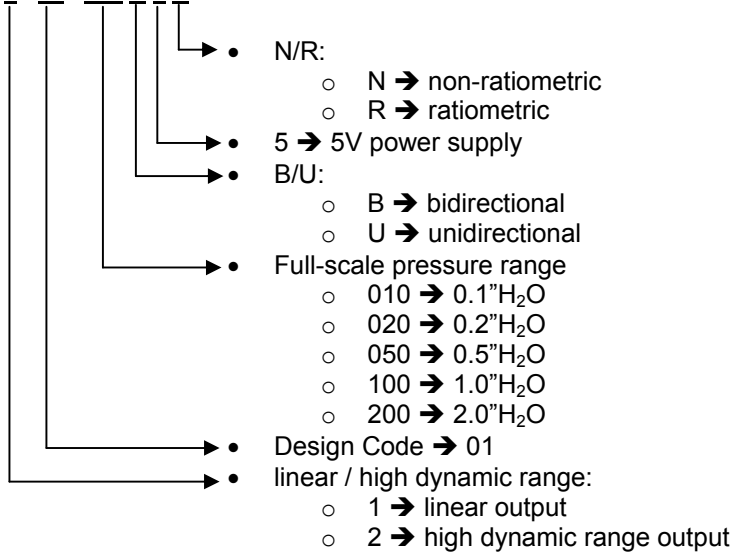 • N/R:
○ N ➔ non-ratiometric
○ R ➔ ratiometric
• 5 ➔ 5V power supply
• B/U:
○ B ➔ bidirectional
○ U ➔ unidirectional
• Full-scale pressure range
○ 010 ➔ 0.1”H₂O
○ 020 ➔ 0.2”H₂O
○ 050 ➔ 0.5”H₂O
○ 100 ➔ 1.0”H₂O
○ 200 ➔ 2.0”H₂O
• Design Code ➔ 01
• linear / high dynamic range:
○ 1 ➔ linear output
○ 2 ➔ high dynamic range output